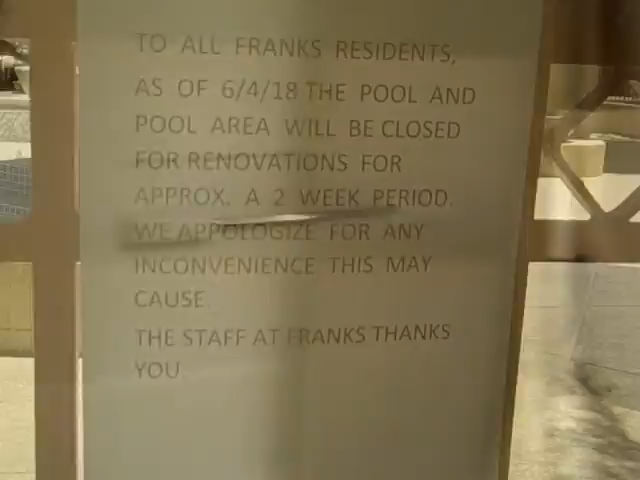 TO ALL FRANKS RESIDENTS,
AS OF 6/4/18 THE POOL AND
POOL AREA WILL BE CLOSED
FOR RENOVATIONS FOR
APPROX. A 2 WEEK PERIOD.
WE APPOLOGIZE FOR ANY
INCONVENIENCE THIS MAY
CAUSE.
THE STAFF AT FRANKS THANKS
YOU.